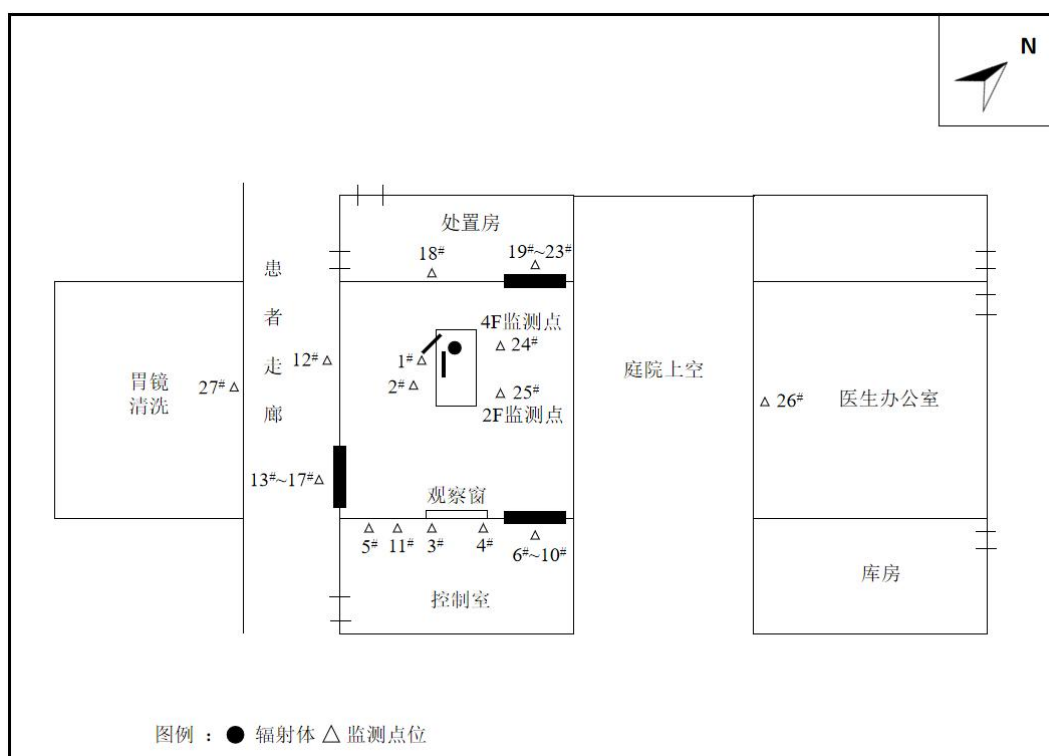 N
处置房
18# 19#~23#
患者走廊
4F监测点
24#
12# 1#
2#
25#
2F监测点
胃镜
清洗
27#
庭院上空
26# 医生办公室
13#~17#
观察窗
5# 11# 3# 4# 6#~10#
控制室
库房
图例 : 辐射体 监测点位